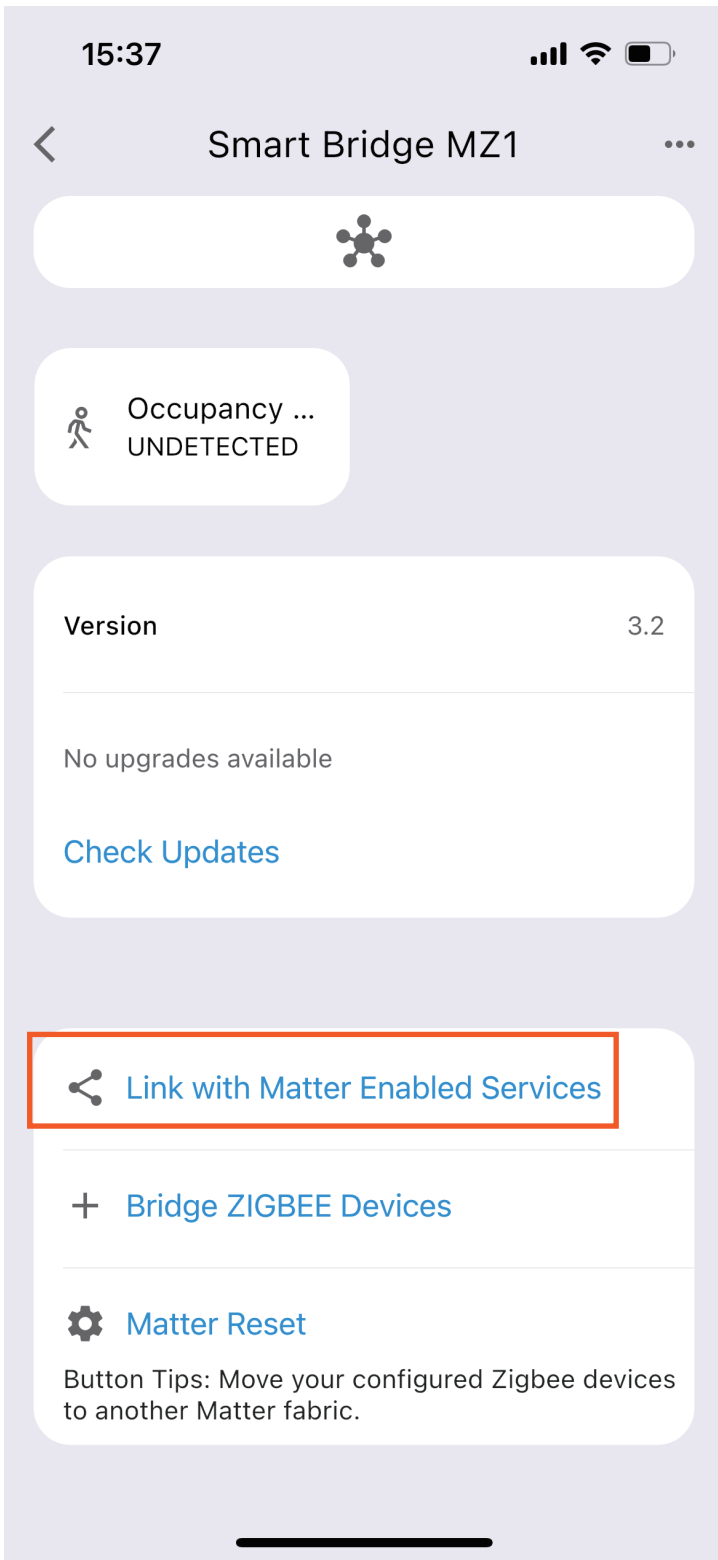 15:37
Smart Bridge MZ1
Occupancy ...
UNDETECTED
Version
3.2
No upgrades available
Check Updates
Link with Matter Enabled Services
Bridge ZIGBEE Devices
Matter Reset
Button Tips: Move your configured Zigbee devices
to another Matter fabric.